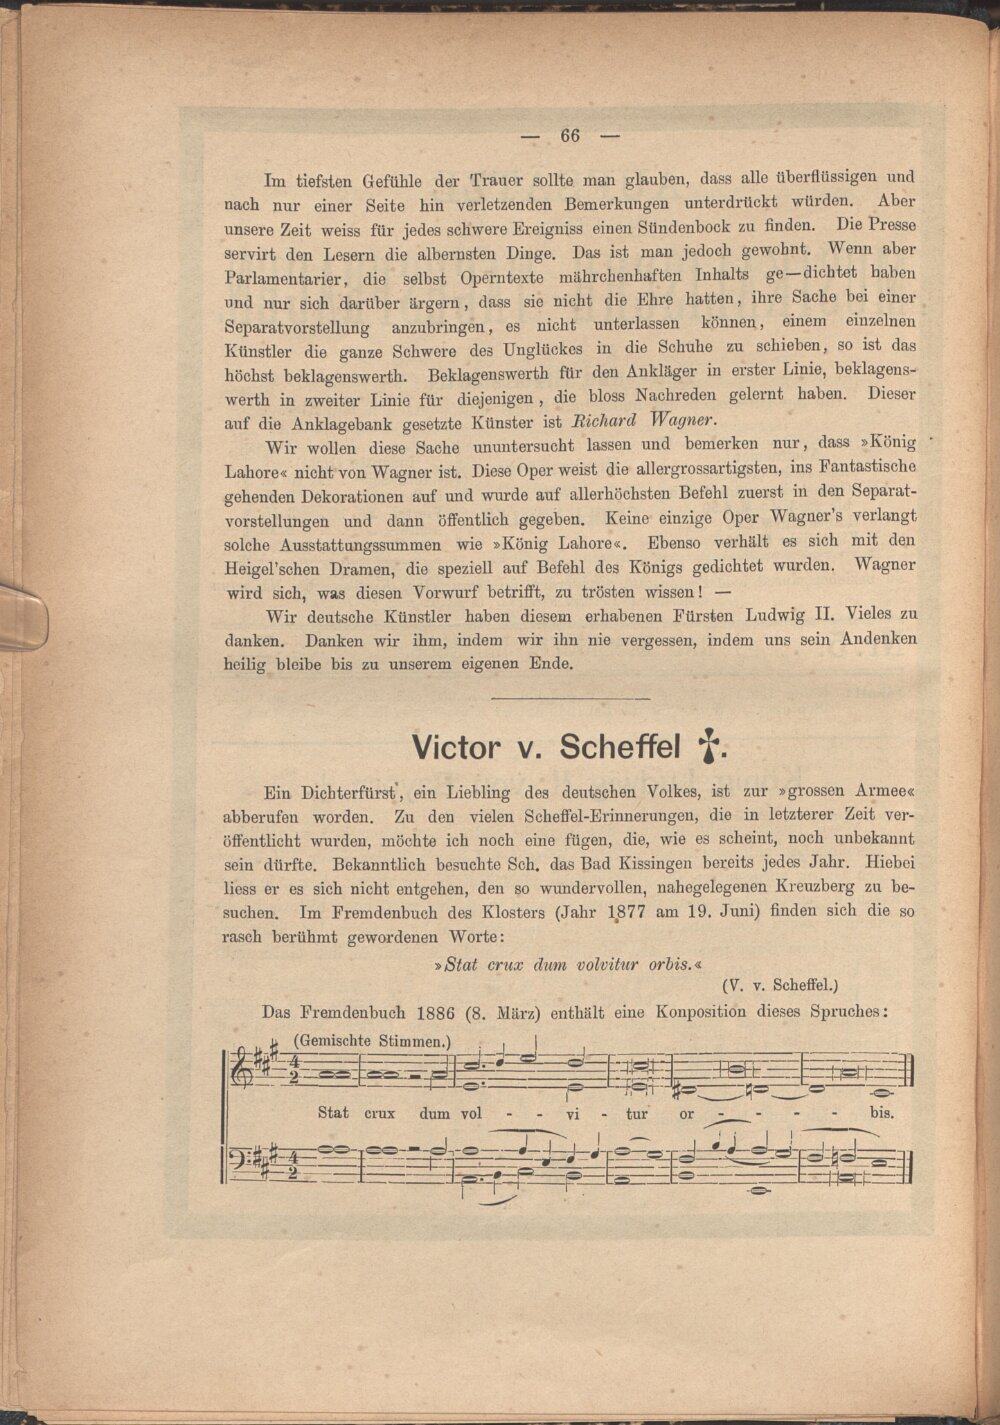 — 66 —
Im tiefsten Gefühle der Trauer sollte man glauben, dass alle überflüssigen und
nach nur einer Seite hin verletzenden Bemerkungen unterdrückt würden. Aber
unsere Zeit weiss für jedes schwere Ereigniss einen Sündenbock zu finden. Die Presse
servirt den Lesern die albernsten Dinge. Das ist man jedoch gewohnt. Wenn aber
Parlamentarier, die selbst Operntexte mährchenhaften Inhalts ge—dichtet haben
und nur sich darüber ärgern, dass sie nicht die Ehre hatten, ihre Sache bei einer
Separatvorstellung anzubringen, es nicht unterlassen können, einem einzelnen
Künstler die ganze Schwere des Unglückes in die Schuhe zu schieben, so ist das
höchst beklagenswerth. Beklagenswerth für den Ankläger in erster Linie, beklagens-
werth in zweiter Linie für diejenigen, die bloss Nachreden gelernt haben. Dieser
auf die Anklagebank gesetzte Künster ist Richard Wagner.
Wir wollen diese Sache ununtersucht lassen und bemerken nur, dass »König
Lahore« nicht von Wagner ist. Diese Oper weist die allergrossartigsten, ins Fantastische
gehenden Dekorationen auf und wurde auf allerhöchsten Befehl zuerst in den Separat-
vorstellungen und dann öffentlich gegeben. Keine einzige Oper Wagner's verlangt
solche Ausstattungssummen wie »König Lahore«. Ebenso verhält es sich mit den
Heigel'schen Dramen, die speziell auf Befehl des Königs gedichtet wurden. Wagner
wird sich, was diesen Vorwurf betrifft, zu trösten wissen! —
Wir deutsche Künstler haben diesem erhabenen Fürsten Ludwig II. Vieles zu
danken. Danken wir ihm, indem wir ihn nie vergessen, indem uns sein Andenken
heilig bleibe bis zu unserem eigenen Ende.
Victor v. Scheffel ✝.
Ein Dichterfürst, ein Liebling des deutschen Volkes, ist zur »grossen Armee«
abberufen worden. Zu den vielen Scheffel-Erinnerungen, die in letzterer Zeit ver-
öffentlicht wurden, möchte ich noch eine fügen, die, wie es scheint, noch unbekannt
sein dürfte. Bekanntlich besuchte Sch. das Bad Kissingen bereits jedes Jahr. Hiebei
liess er es sich nicht entgehen, den so wundervollen, nahegelegenen Kreuzberg zu be-
suchen. Im Fremdenbuch des Klosters (Jahr 1877 am 19. Juni) finden sich die so
rasch berühmt gewordenen Worte:
»Stat crux dum volvitur orbis.«
(V. v. Scheffel.)
Das Fremdenbuch 1886 (8. März) enthält eine Konposition dieses Spruches:
(Gemischte Stimmen.)
Stat crux dum vol - - vi - tur or - - - - bis.